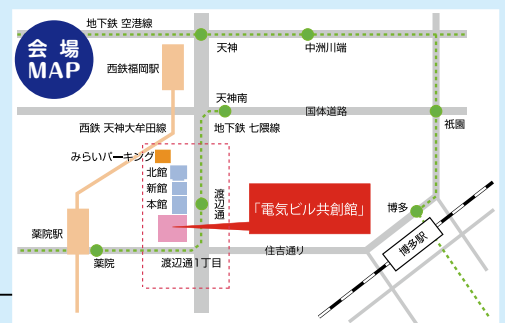 地下鉄 空港線
会場
MAP
天神
中洲川端
西鉄福岡駅
天神南
国体道路
祇園
西鉄 天神大牟田線
地下鉄 七隈線
みらいパーキング
北館
新館
本館
渡辺通
「電気ビル共創館」
博多
薬院駅
博多駅
薬院
渡辺通1丁目
住吉通り